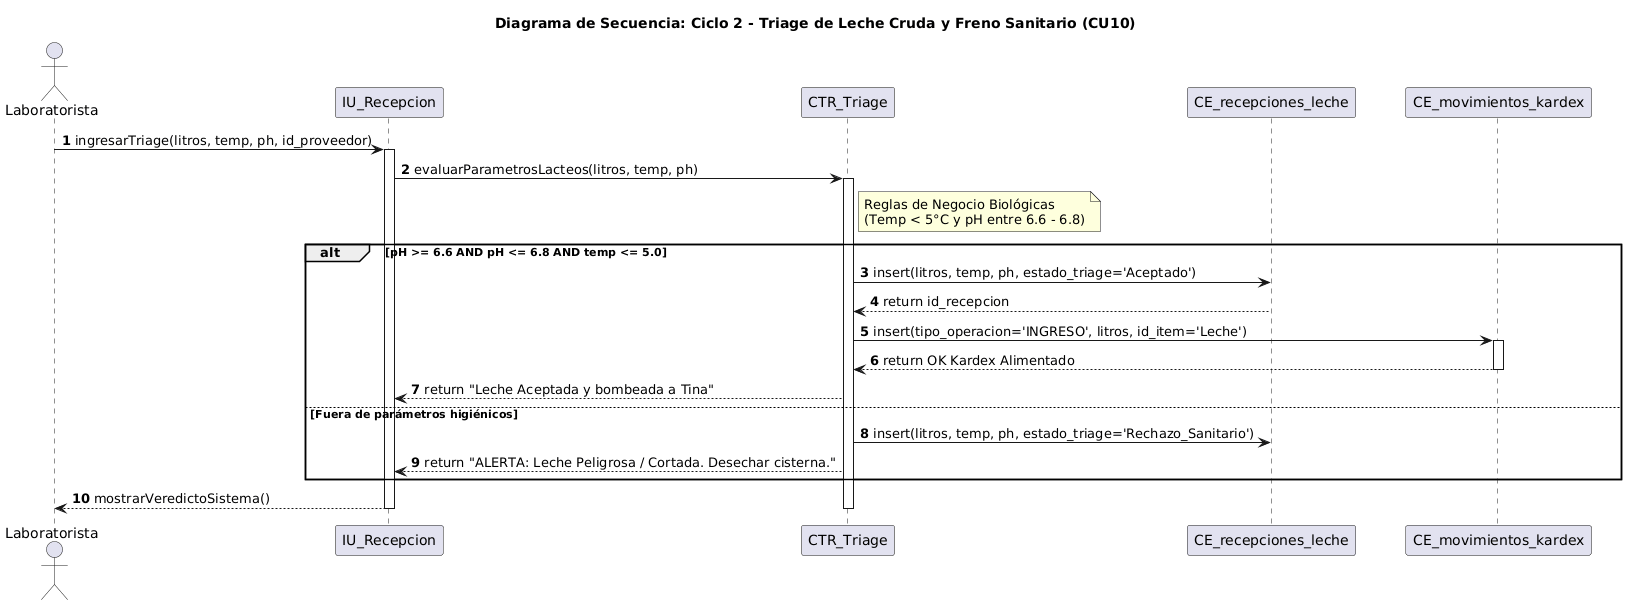 Diagrama de Secuencia: Ciclo 2 - Triage de Leche Cruda y Freno Sanitario (CU10)
Laboratorista
IU_Recepcion
CTR_Triage
CE_recepciones_leche
CE_movimientos_kardex
1 ingresarTriage(litros, temp, ph, id_proveedor)
2 evaluarParametrosLacteos(litros, temp, ph)
Reglas de Negocio Biológicas
(Temp < 5°C y pH entre 6.6 - 6.8)
alt [pH >= 6.6 AND pH <= 6.8 AND temp <= 5.0]
3 insert(litros, temp, ph, estado_triage='Aceptado')
4 return id_recepcion
5 insert(tipo_operacion='INGRESO', litros, id_item='Leche')
6 return OK Kardex Alimentado
7 return "Leche Aceptada y bombeada a Tina"
[Fuera de parámetros higiénicos]
8 insert(litros, temp, ph, estado_triage='Rechazo_Sanitario')
9 return "ALERTA: Leche Peligrosa / Cortada. Desechar cisterna."
10 mostrarVeredictoSistema()
Laboratorista
IU_Recepcion
CTR_Triage
CE_recepciones_leche
CE_movimientos_kardex